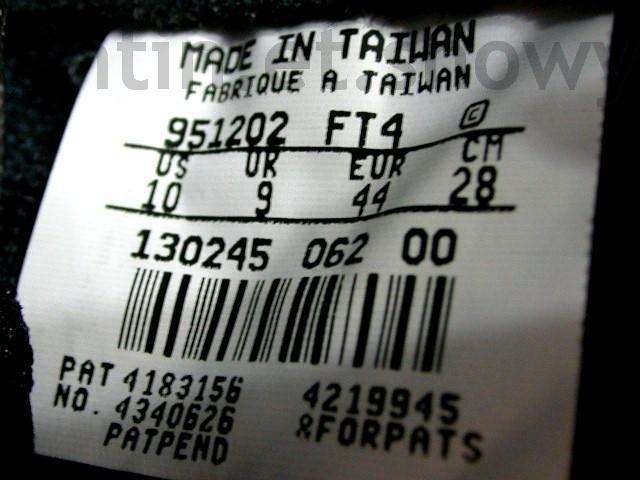 MADE IN TAIWAN
FABRIQUE A TAIWAN
951202 FT4 C
US UK EUR CM
10 9 44 28
130245 062 00
PAT 4183156 4219945
NO. 4340626 &FORPATS
PATPEND